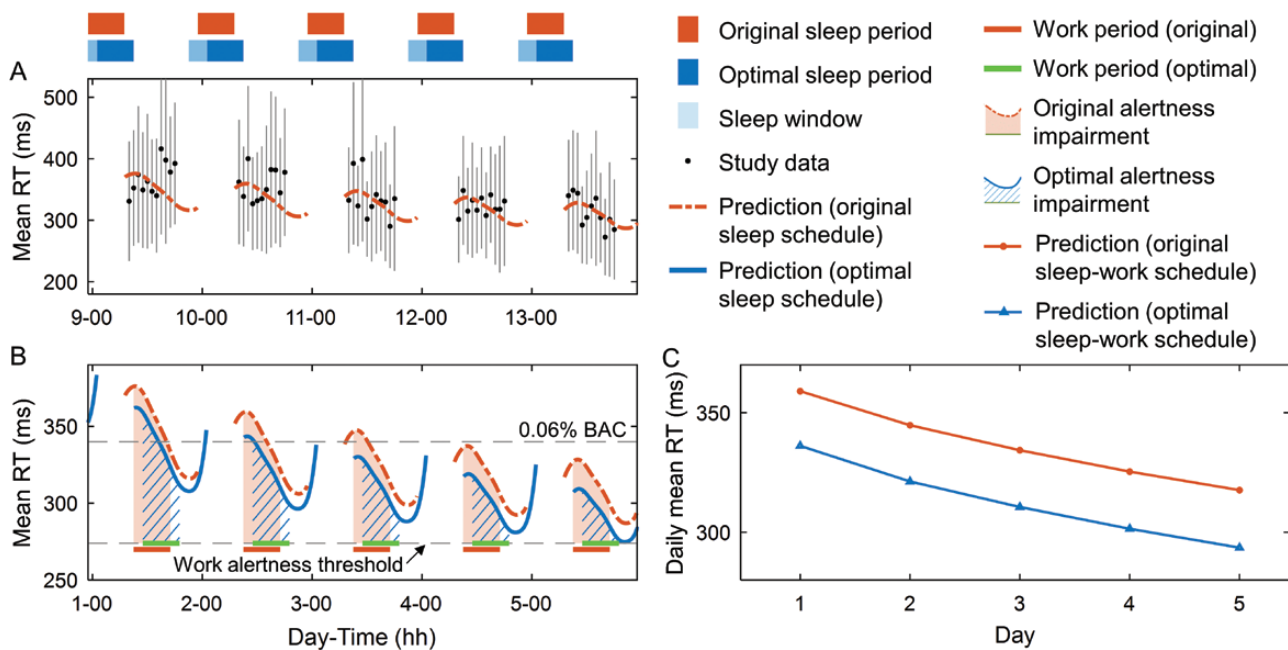 A
Mean RT (ms)
500
400
300
200
9-00
10-00
11-00
12-00
13-00
Original sleep period
Optimal sleep period
Sleep window
Study data
Prediction (original
sleep schedule)
Prediction (optimal
sleep schedule)
Work period (original)
Work period (optimal)
Original alertness
impairment
Optimal alertness
impairment
Prediction (original
sleep-work schedule)
Prediction (optimal
sleep-work schedule)
B
Mean RT (ms)
350
300
250
0.06% BAC
Work alertness threshold
1-00
2-00
3-00
4-00
5-00
Day-Time (hh)
C
Daily mean RT (ms)
350
300
1
2
3
4
5
Day